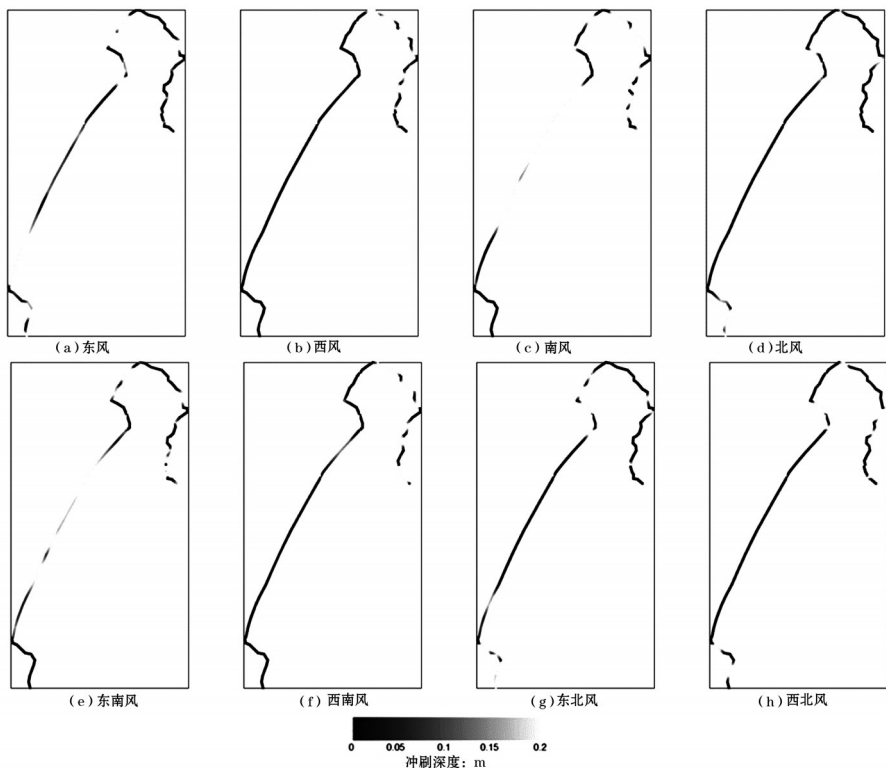 (a)东风
(b)西风
(c)南风
(d)北风
(e)东南风
(f)西南风
(g)东北风
(h)西北风
0 0.05 0.1 0.15 0.2
冲刷深度：m